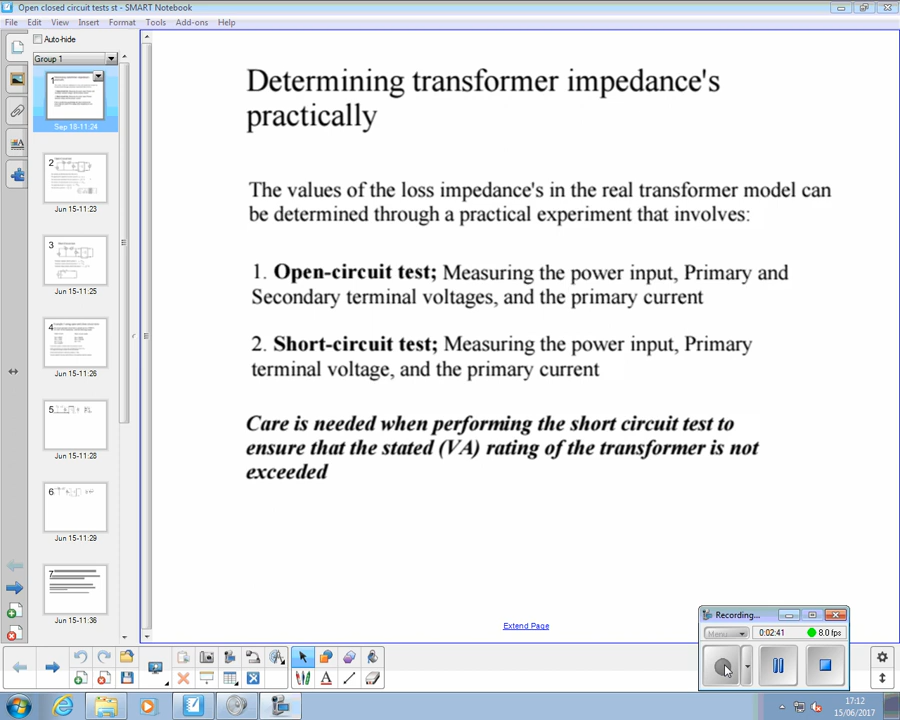 Open closed circuit tests st - SMART Notebook
File Edit View Insert Format Tools Add-ons Help
Auto-hide
Group 1
1
Sep 18-11:24
2
Jun 15-11:23
3
Jun 15-11:25
4
Jun 15-11:26
5
Jun 15-11:28
6
Jun 15-11:29
7
Jun 15-11:36
Determining transformer impedance's
practically
The values of the loss impedance's in the real transformer model can
be determined through a practical experiment that involves:
1. Open-circuit test; Measuring the power input, Primary and
Secondary terminal voltages, and the primary current
2. Short-circuit test; Measuring the power input, Primary
terminal voltage, and the primary current
Care is needed when performing the short circuit test to
ensure that the stated (VA) rating of the transformer is not
exceeded
Extend Page
Recording...
Menu
0:02:41
8.0 fps
17:12
15/06/2017